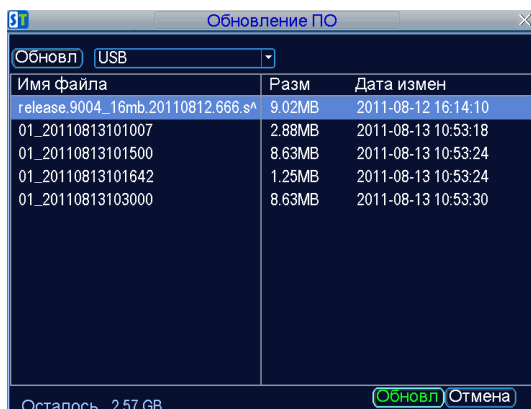 ST Обновление ПО
Обновл USB
Имя файла Разм Дата измен
release.9004_16mb.20110812.666.s^ 9.02MB 2011-08-12 16:14:10
01_20110813101007 2.88MB 2011-08-13 10:53:18
01_20110813101500 8.63MB 2011-08-13 10:53:24
01_20110813101642 1.25MB 2011-08-13 10:53:24
01_20110813103000 8.63MB 2011-08-13 10:53:30
Обновл Отмена
Осталось 2.57 GB